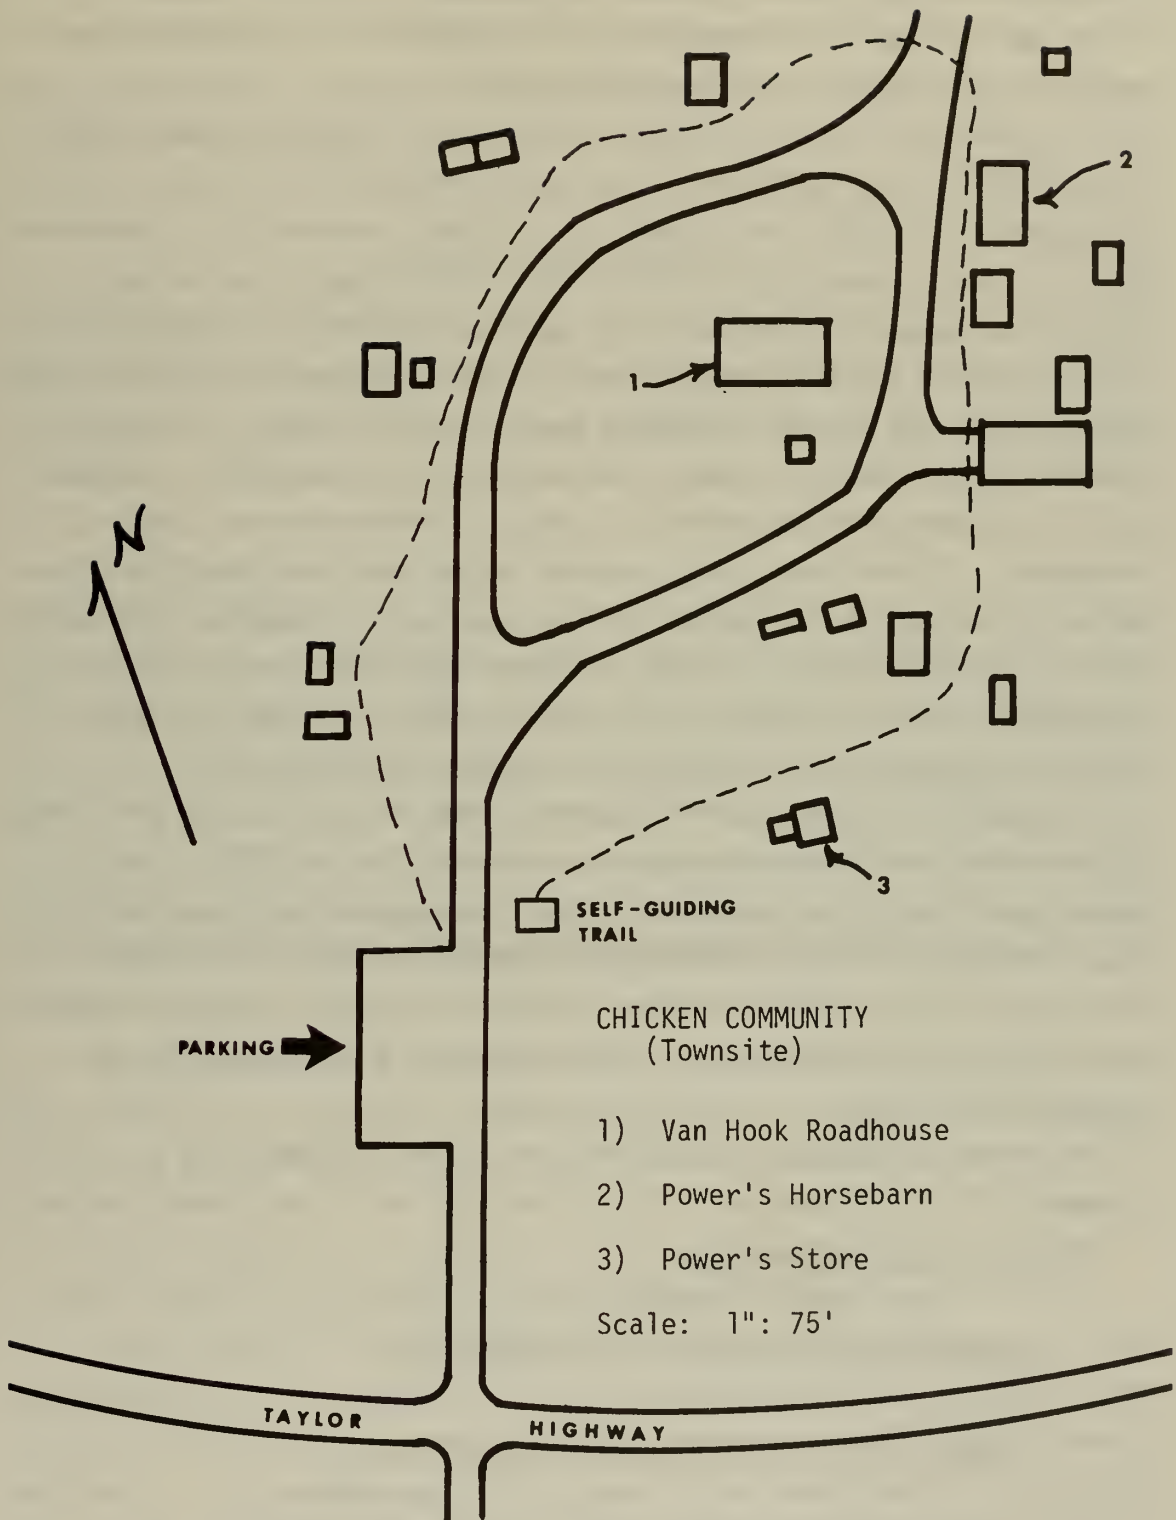 2
1
N
3
SELF-GUIDING
TRAIL
CHICKEN COMMUNITY
(Townsite)
PARKING
1) Van Hook Roadhouse
2) Power's Horsebarn
3) Power's Store
Scale: 1": 75'
TAYLOR HIGHWAY